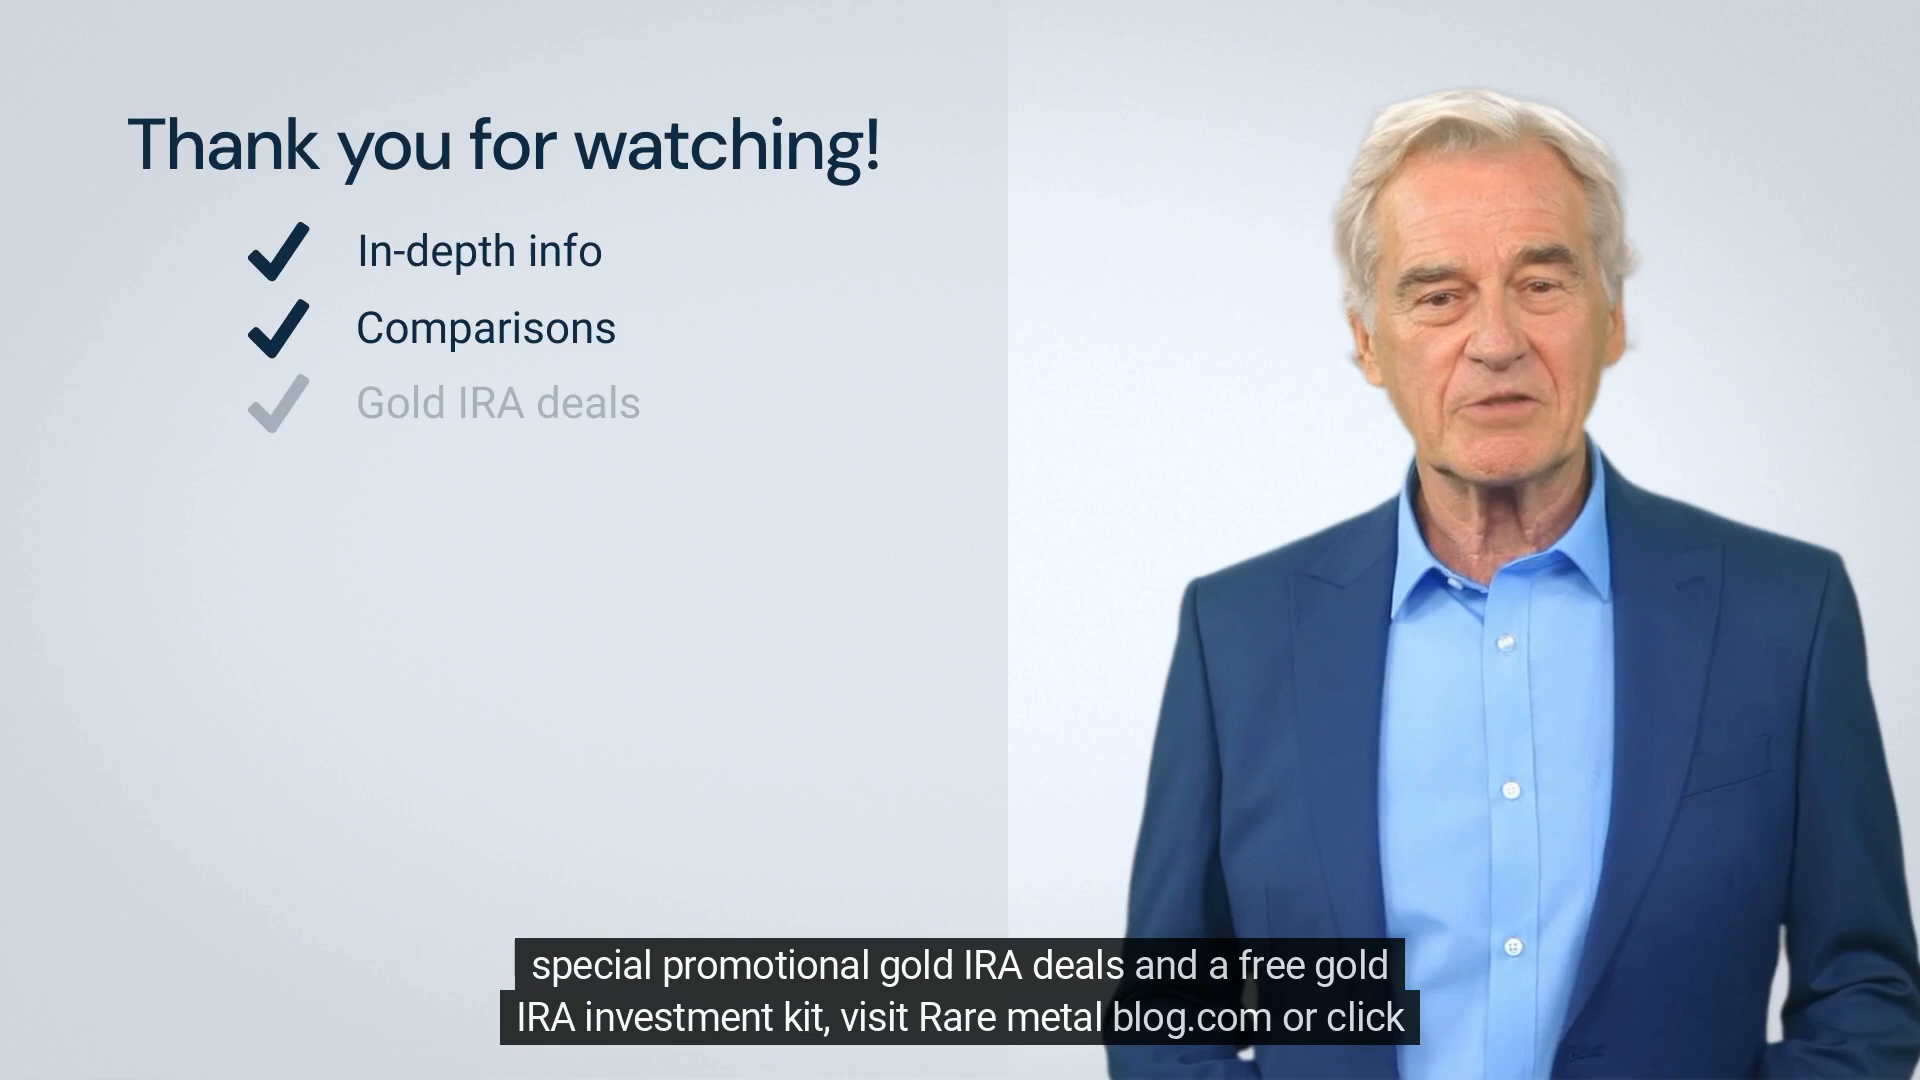 Thank you for watching!
In-depth info
Comparisons
Gold IRA deals
special promotional gold IRA deals and a free gold
IRA investment kit, visit Rare metal blog.com or click